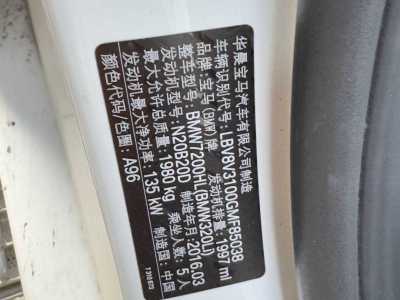 华晨宝马汽车有限公司制造
车辆识别代号: LBV8V3100GMF85038
品牌: 宝马(BMW)牌 发动机排量: 1997ml
整车型号: BMW7200HL(BMW320LI)
发动机型号: N20B20D 制造年月: 2016.03
最大允许总质量: 1980 kg 乘坐人数: 5人
发动机最大净功率: 135 kW 制造国: 中国
颜色代码/色圈: A96